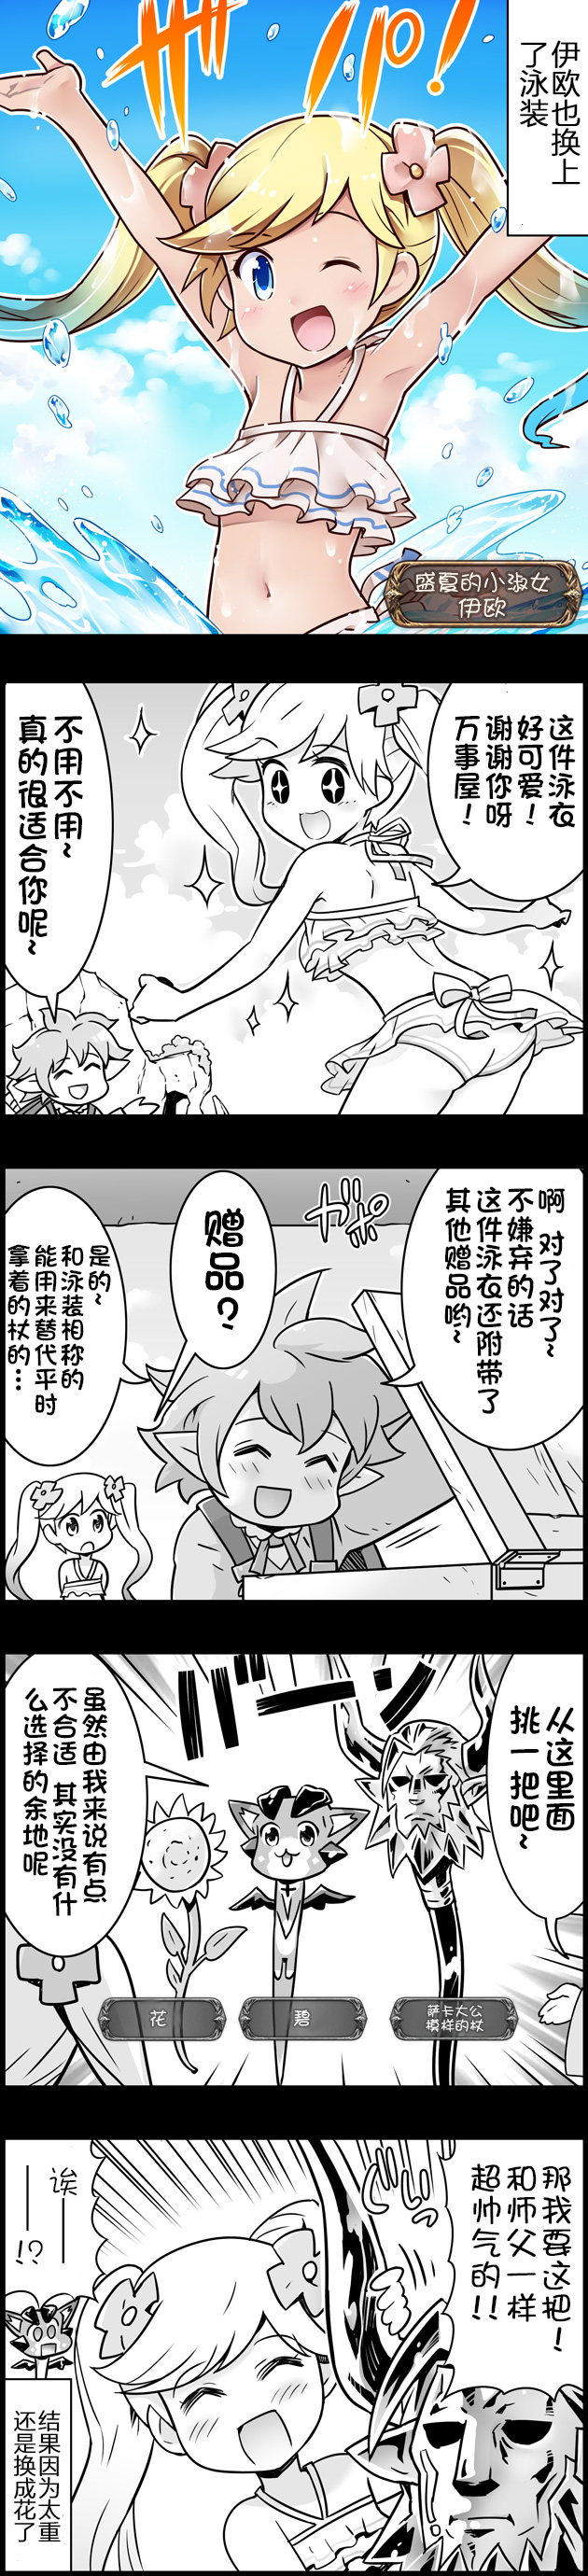 伊欧也换上
了泳装
ザパッ!
盛夏的小淑女
伊欧
这件泳衣
好可爱！
谢谢你呀
万事屋！
不用不用~
真的很适合你呢~
啊 对了对了~
不嫌弃的话
这件泳衣还附带了
其他赠品哟~
ガポ
赠品？
是的~
和泳装相称的
能用来替代平时
拿着的杖的…
从这里面
挑一把吧~
バーン
虽然由我来说有点
不合适 其实没有什
么选择的余地呢
花
碧
萨卡大公
模样的杖
那我要这把！
和师父一样
超帅气的!!
诶——
——!?
结果因为太重
还是换成花了